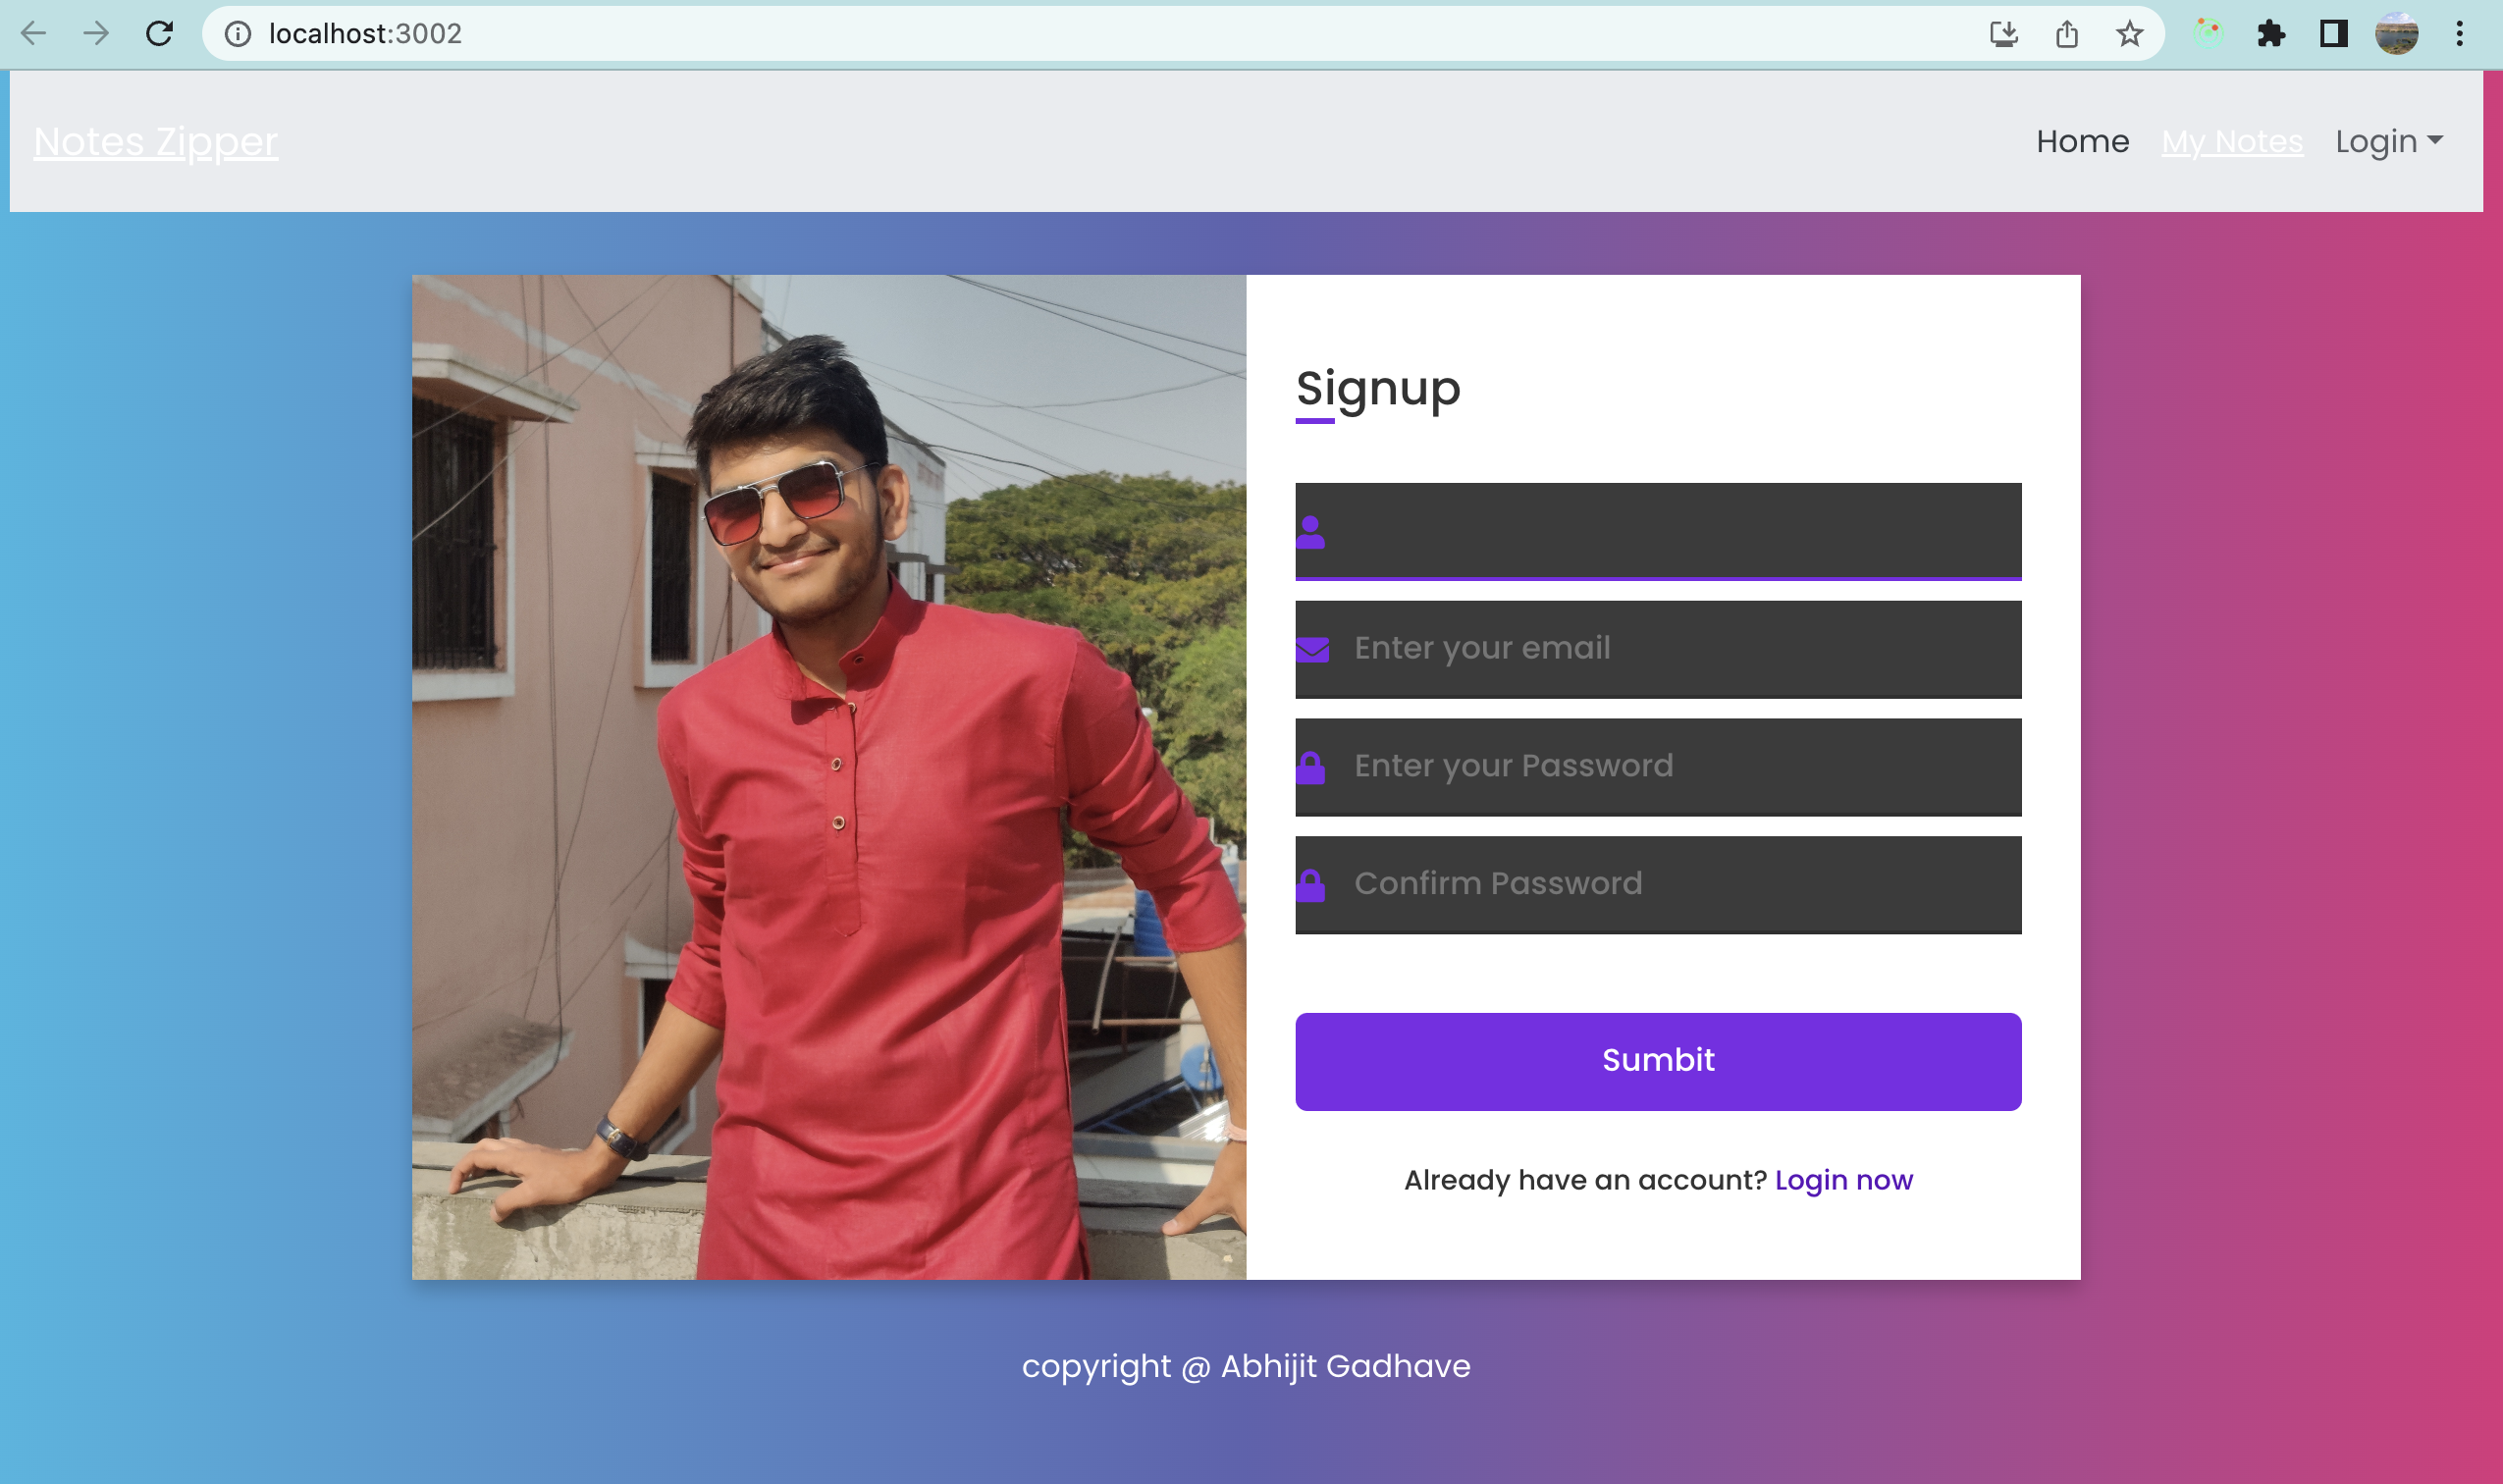 localhost:3002
Notes Zipper
Home My Notes Login
Signup
Enter your email
Enter your Password
Confirm Password
Sumbit
Already have an account? Login now
copyright @ Abhijit Gadhave